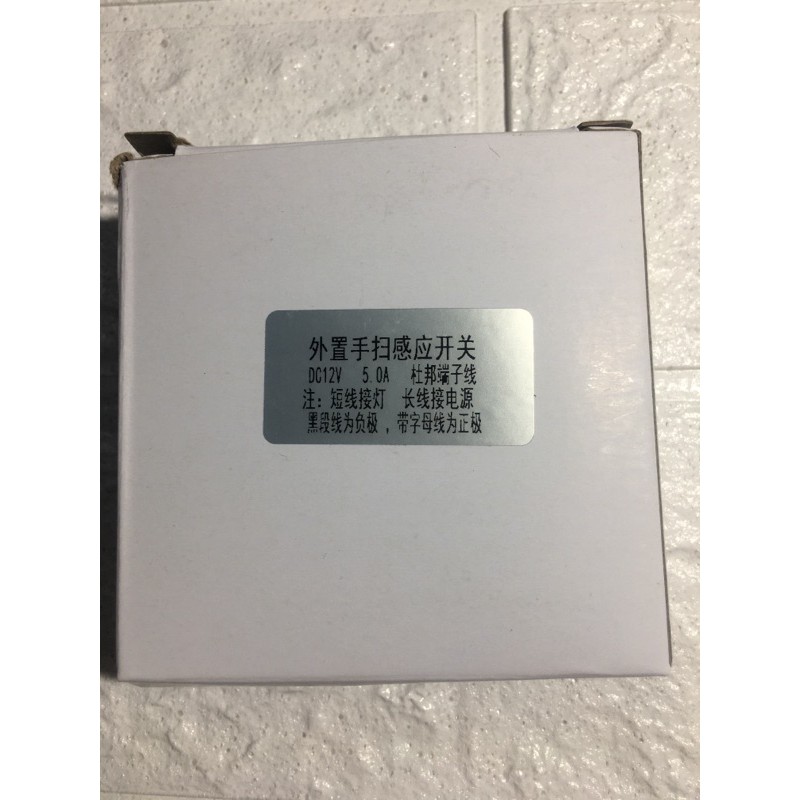 外置手扫感应开关
DC12V 5.0A 杜邦端子线
注：短线接灯 长线接电源
黑段线为负极，带字母线为正极